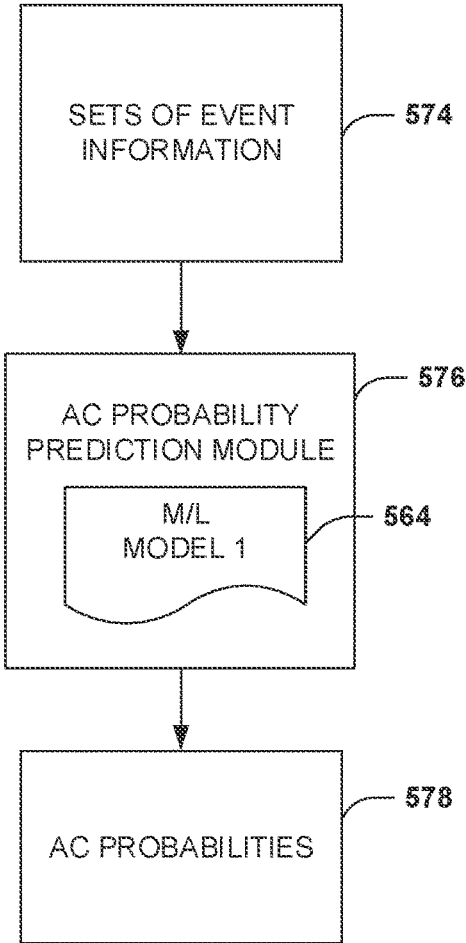 SETS OF EVENT
INFORMATION
574
576
AC PROBABILITY
PREDICTION MODULE
M/L
MODEL 1
564
578
AC PROBABILITIES